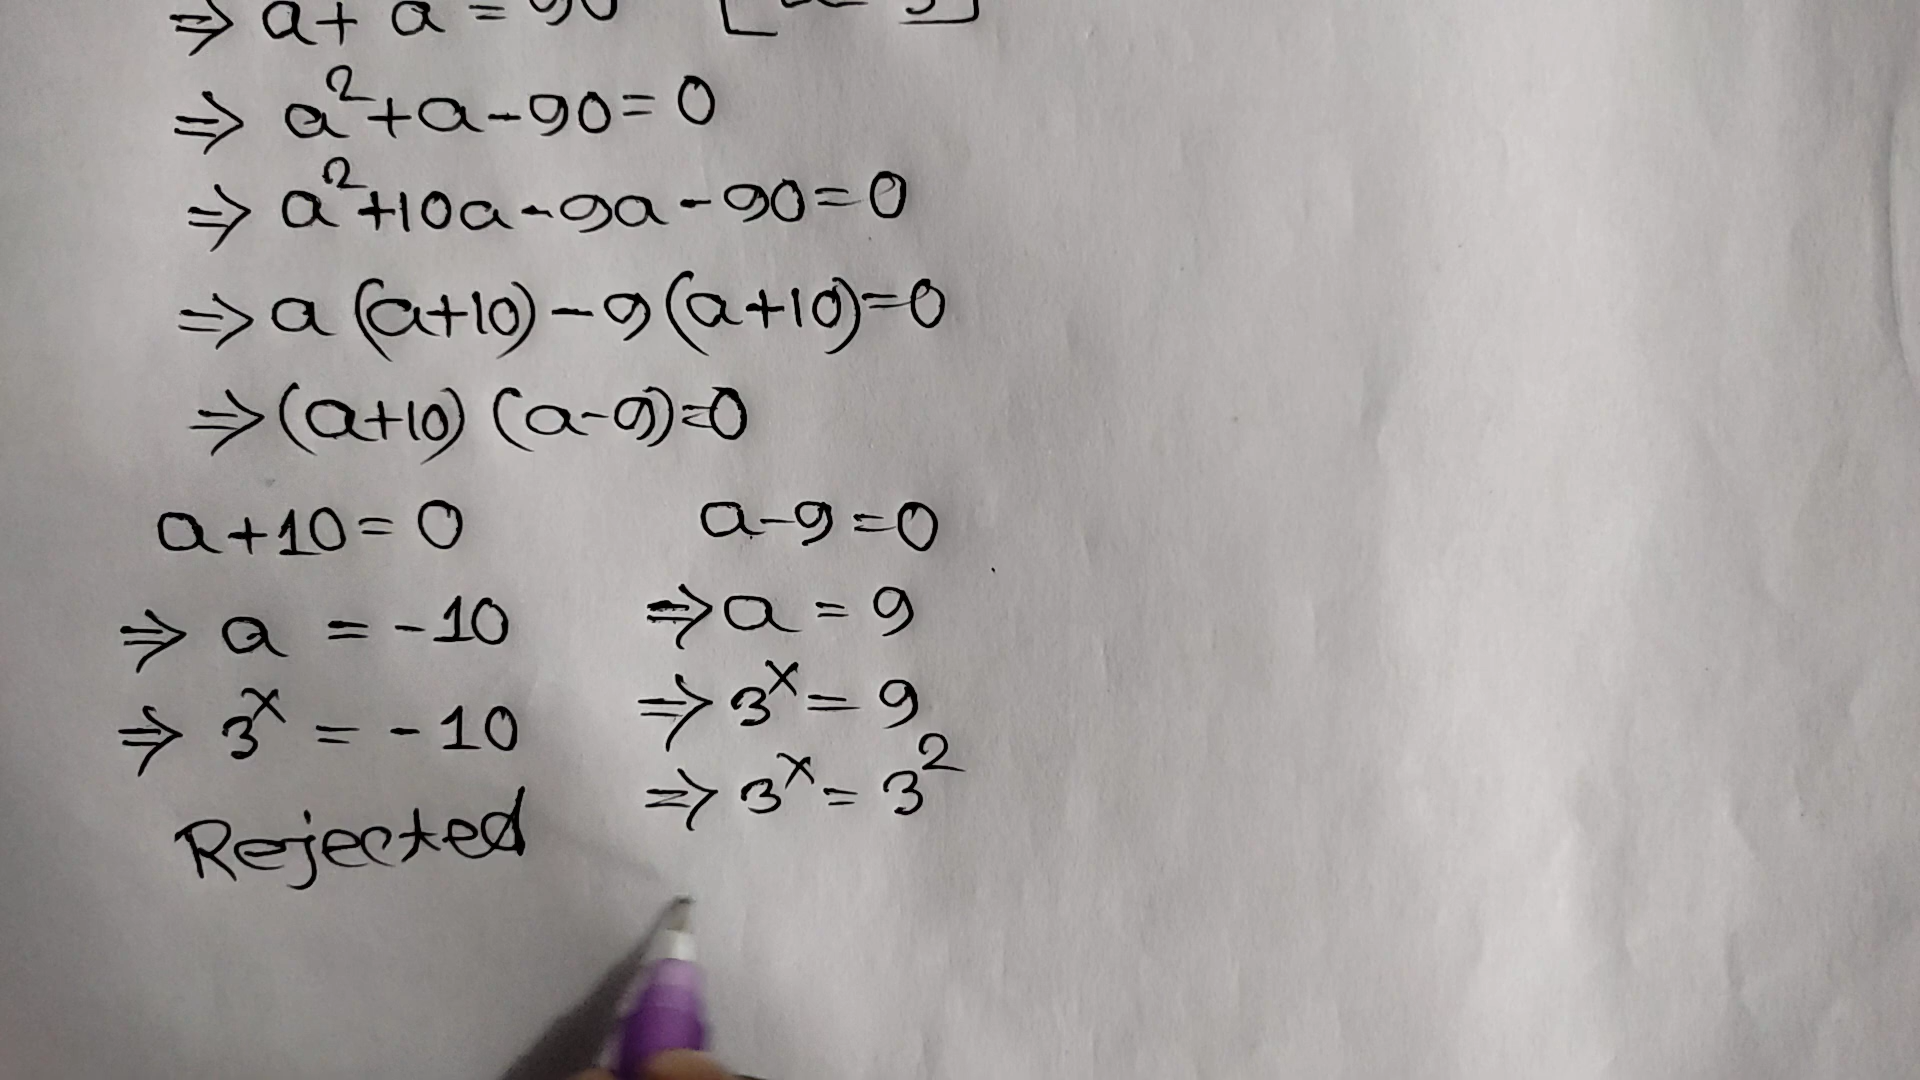 ⇒ a + a = 90
⇒ a²+a-90=0
⇒ a²+10a-9a-90=0
⇒ a (a+10)-9(a+10)=0
⇒ (a+10) (a-9)=0
a+10=0 a-9=0
⇒ a = -10 ⇒ a = 9
⇒ 3ˣ = -10 ⇒ 3ˣ = 9
⇒ 3ˣ = 3²
Rejected